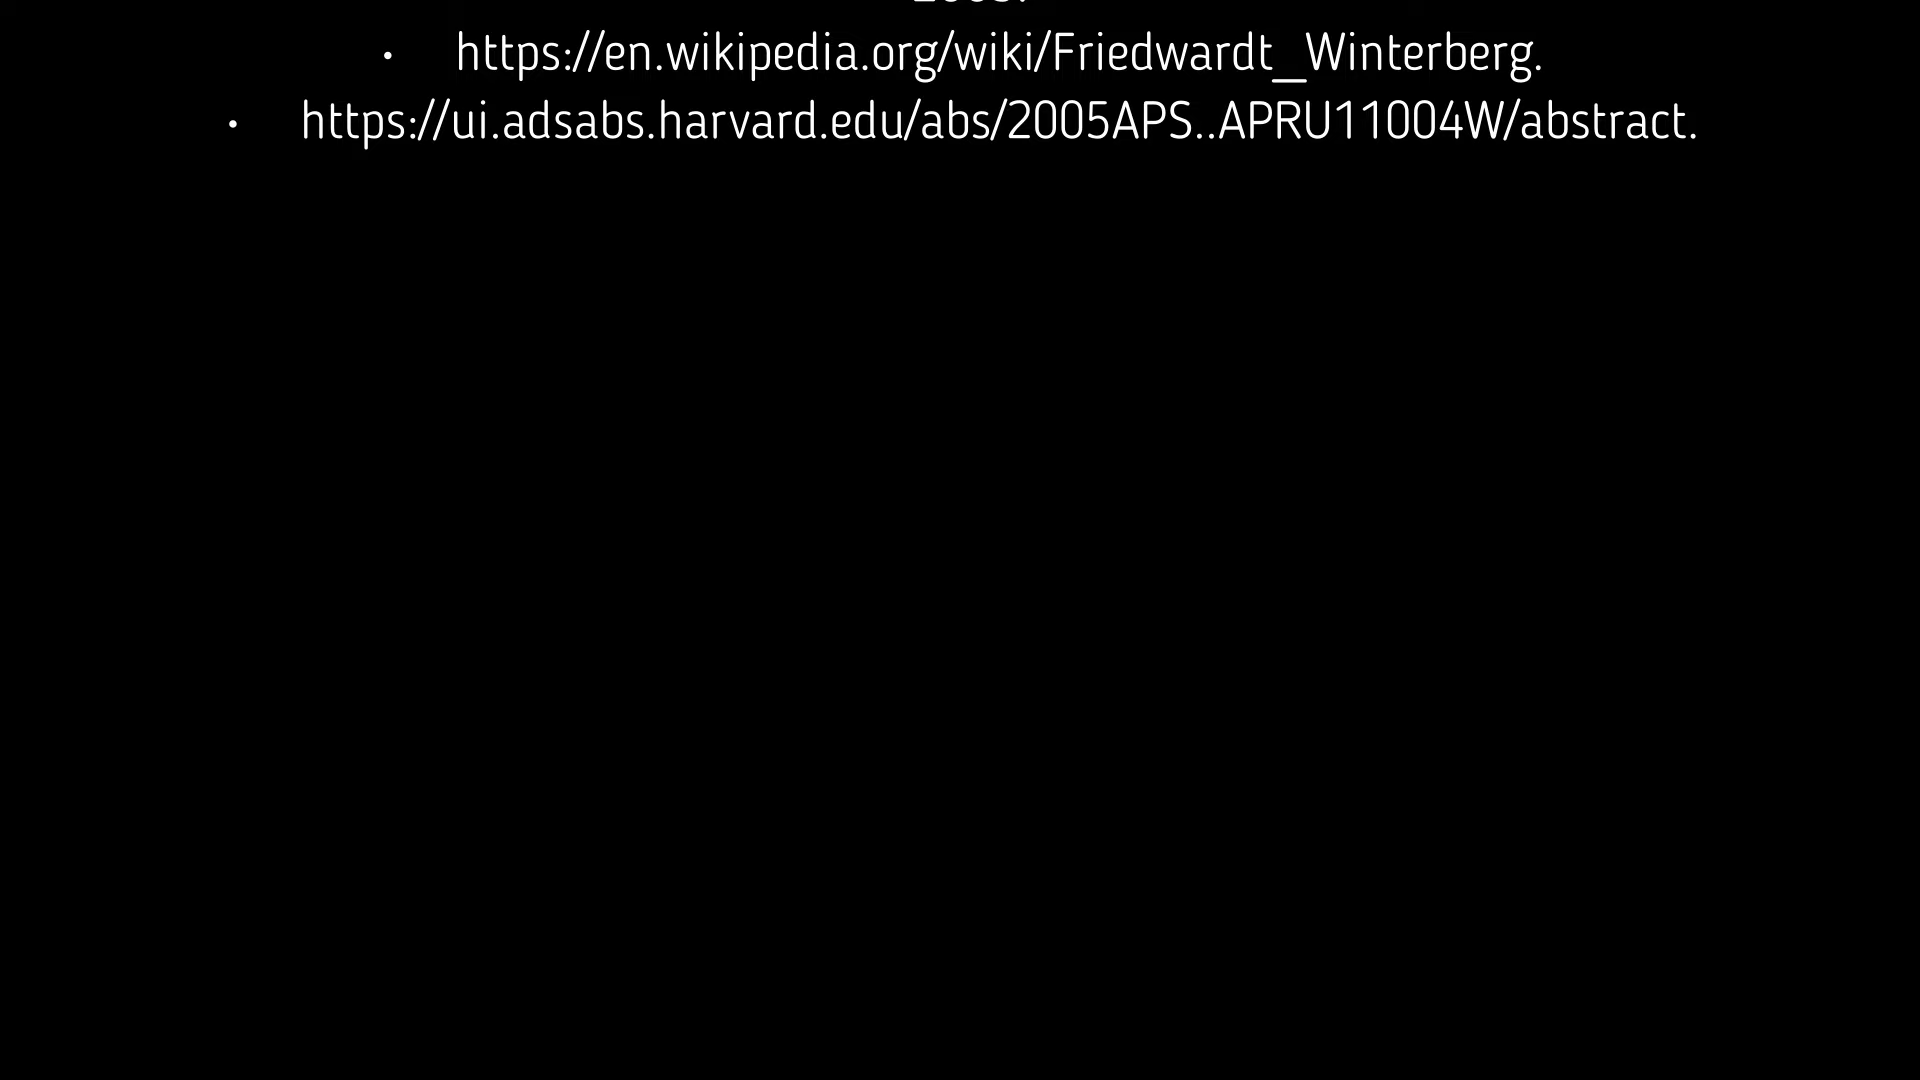 • https://en.wikipedia.org/wiki/Friedwardt_Winterberg.
• https://ui.adsabs.harvard.edu/abs/2005APS..APRU11004W/abstract.